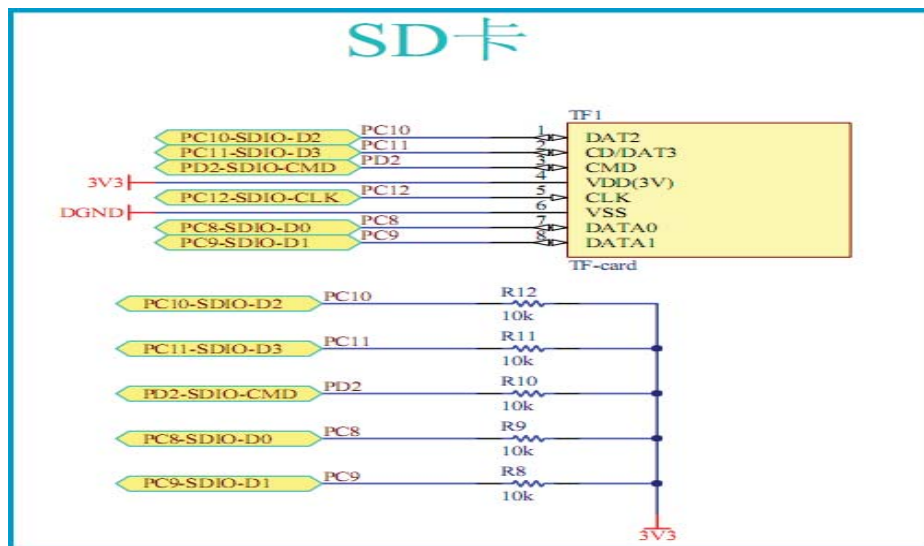 SD卡
TF1
PC10-SDIO-D2 PC10 1 DAT2
PC11-SDIO-D3 PC11 2 CD/DAT3
PD2-SDIO-CMD PD2 3 CMD
3V3 4 VDD(3V)
PC12-SDIO-CLK PC12 5 CLK
DGND 6 VSS
PC8-SDIO-D0 PC8 7 DATA0
PC9-SDIO-D1 PC9 8 DATA1
TF-card
PC10-SDIO-D2 PC10 R12
10k
PC11-SDIO-D3 PC11 R11
10k
PD2-SDIO-CMD PD2 R10
10k
PC8-SDIO-D0 PC8 R9
10k
PC9-SDIO-D1 PC9 R8
10k
3V3